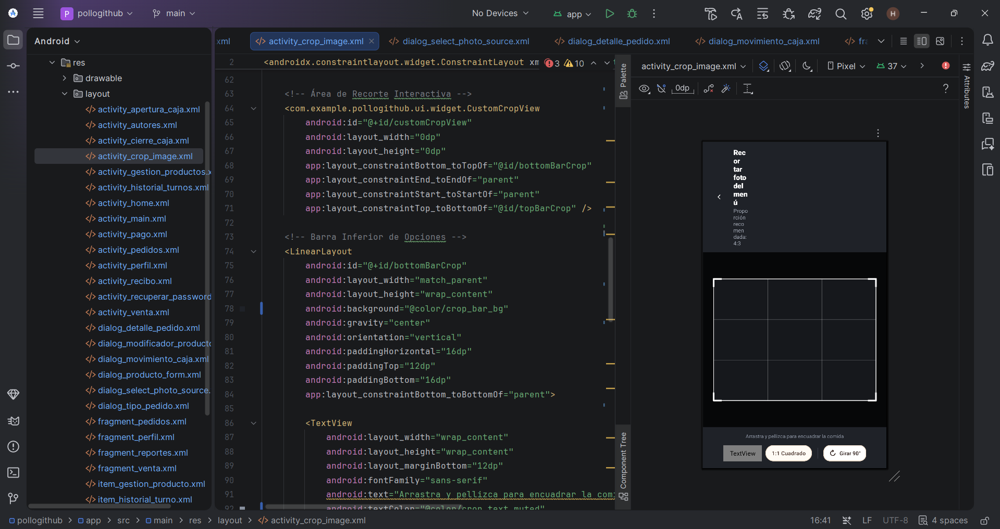 P pollogithub main No Devices app H
Android
res
drawable
layout
activity_apertura_caja.xml
activity_autores.xml
activity_cierre_caja.xml
activity_crop_image.xml
activity_gestion_productos.x
activity_historial_turnos.xml
activity_home.xml
activity_main.xml
activity_pago.xml
activity_pedidos.xml
activity_perfil.xml
activity_recibo.xml
activity_recuperar_password
activity_venta.xml
dialog_detalle_pedido.xml
dialog_modificador_producto
dialog_movimiento_caja.xml
dialog_producto_form.xml
dialog_select_photo_source.
dialog_tipo_pedido.xml
fragment_pedidos.xml
fragment_perfil.xml
fragment_reportes.xml
fragment_venta.xml
item_gestion_producto.xml
item_historial_turno.xml
xml activity_crop_image.xml dialog_select_photo_source.xml dialog_detalle_pedido.xml dialog_movimiento_caja.xml fra
2 <androidx.constraintlayout.widget.ConstraintLayout xm 3 10
62
63 <!-- Área de Recorte Interactiva -->
64 <com.example.pollogithub.ui.widget.CustomCropView
65 android:id="@+id/customCropView"
66 android:layout_width="0dp"
67 android:layout_height="0dp"
68 app:layout_constraintBottom_toTopOf="@id/bottomBarCrop"
69 app:layout_constraintEnd_toEndOf="parent"
70 app:layout_constraintStart_toStartOf="parent"
71 app:layout_constraintTop_toBottomOf="@id/topBarCrop" />
72
73 <!-- Barra Inferior de Opciones -->
74 <LinearLayout
75 android:id="@+id/bottomBarCrop"
76 android:layout_width="match_parent"
77 android:layout_height="wrap_content"
78 android:background="@color/crop_bar_bg"
79 android:gravity="center"
80 android:orientation="vertical"
81 android:paddingHorizontal="16dp"
82 android:paddingTop="12dp"
83 android:paddingBottom="16dp"
84 app:layout_constraintBottom_toBottomOf="parent">
85
86 <TextView
87 android:layout_width="wrap_content"
88 android:layout_height="wrap_content"
89 android:layout_marginBottom="12dp"
90 android:fontFamily="sans-serif"
91 android:text="Arrastra y pellizca para encuadrar la comi
92 android:textColor="@color/crop_text_muted"
Palette
Component Tree
activity_crop_image.xml Pixel 37
0dp ?
Attributes
Rec
or
tar
foto
del
men
ú
Propo
rción
reco
men
dada:
4:3
Arrastra y pellizca para encuadrar la comida
TextView 1:1 Cuadrado Girar 90°
pollogithub > app > src > main > res > layout > activity_crop_image.xml 16:41 LF UTF-8 4 spaces